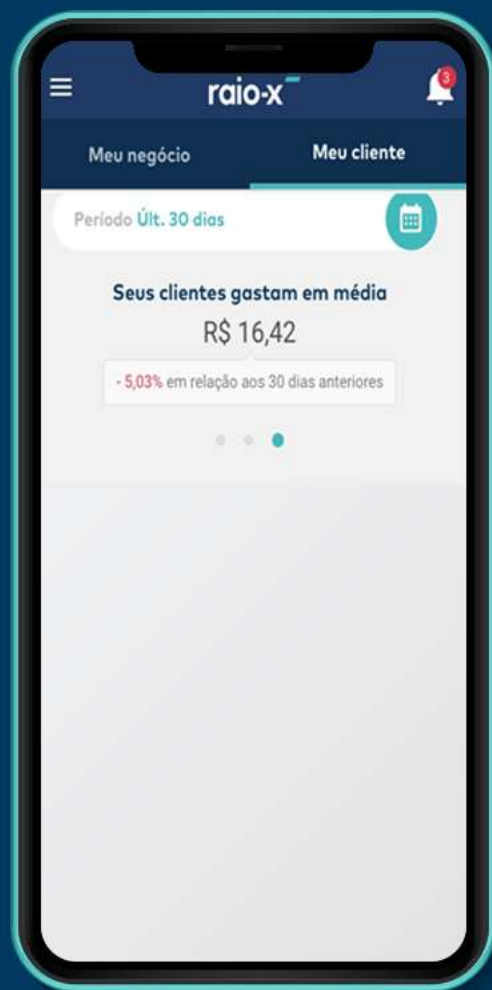 raio-x
3
Meu negócio
Meu cliente
Período Últ. 30 dias
Seus clientes gastam em média
R$ 16,42
- 5,03% em relação aos 30 dias anteriores